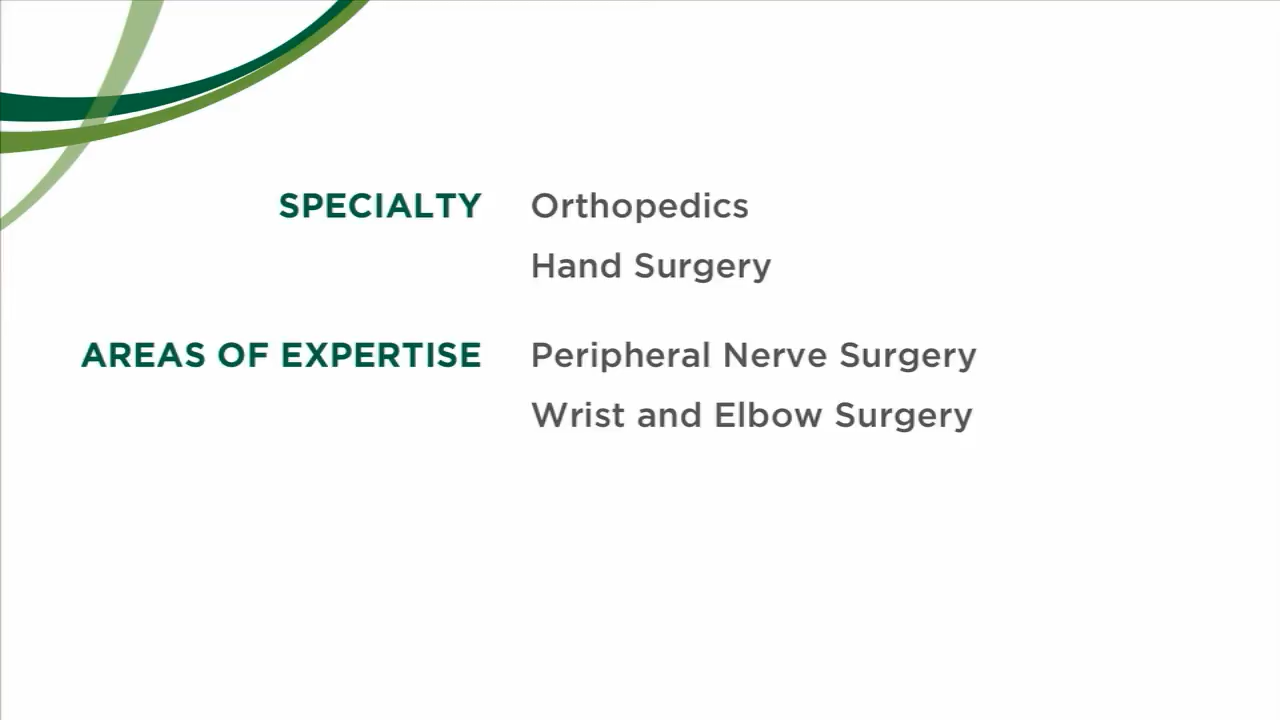 SPECIALTY Orthopedics
Hand Surgery
AREAS OF EXPERTISE Peripheral Nerve Surgery
Wrist and Elbow Surgery